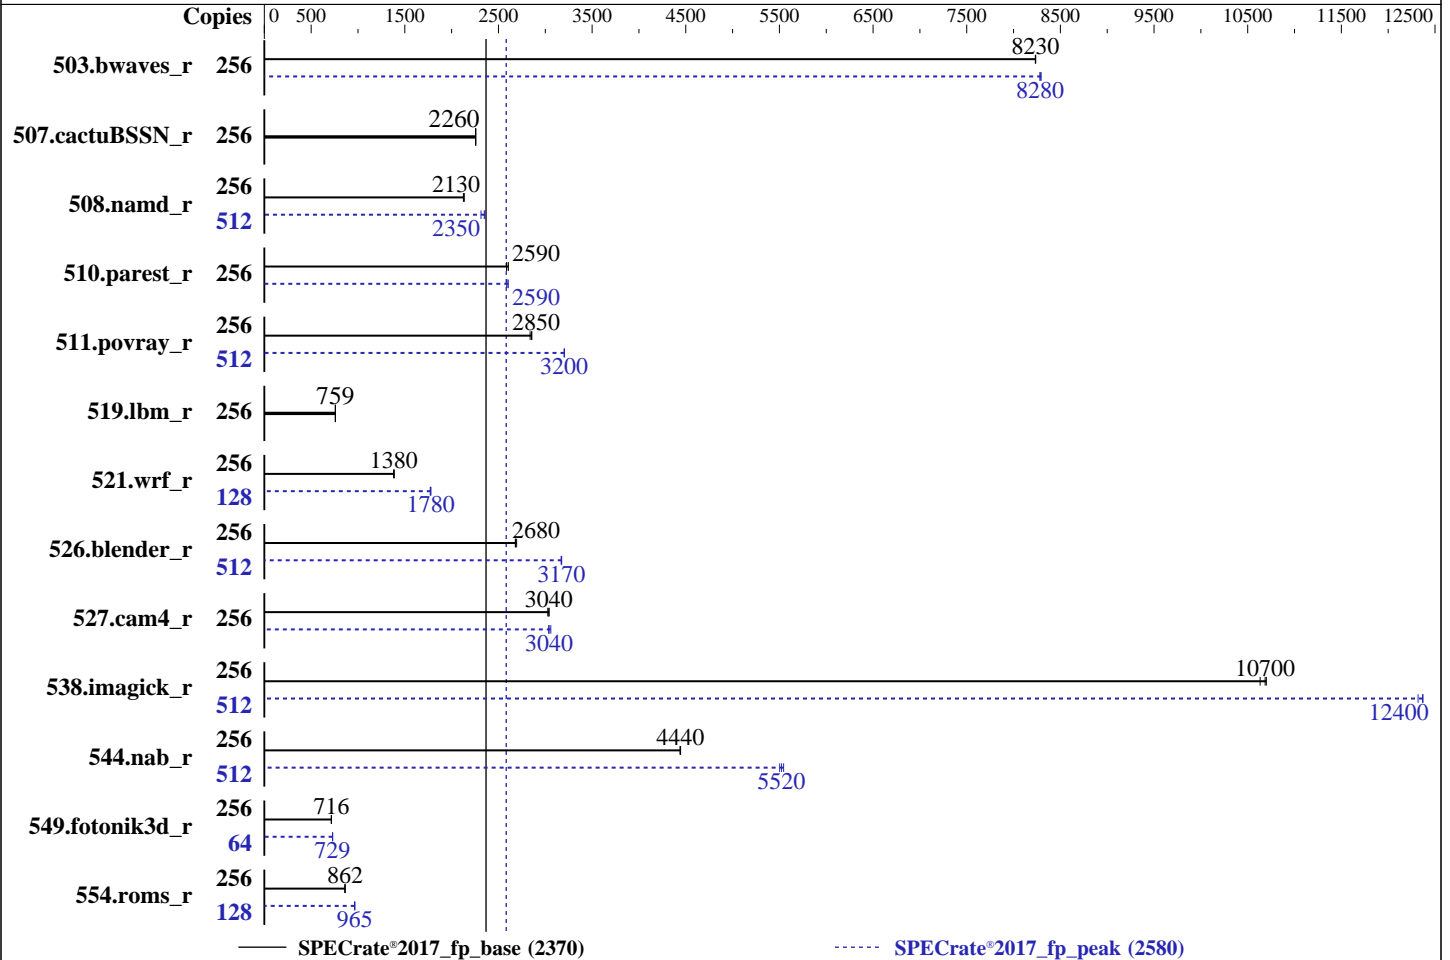 Copies 0 500 1500 2500 3500 4500 5500 6500 7500 8500 9500 10500 11500 12500
503.bwaves_r 256 8230
8280
507.cactuBSSN_r 256 2260
508.namd_r 256 2130
512 2350
510.parest_r 256 2590
2590
511.povray_r 256 2850
512 3200
519.lbm_r 256 759
521.wrf_r 256 1380
128 1780
526.blender_r 256 2680
512 3170
527.cam4_r 256 3040
3040
538.imagick_r 256 10700
512 12400
544.nab_r 256 4440
512 5520
549.fotonik3d_r 256 716
64 729
554.roms_r 256 862
128 965
SPECrate®2017_fp_base (2370) SPECrate®2017_fp_peak (2580)